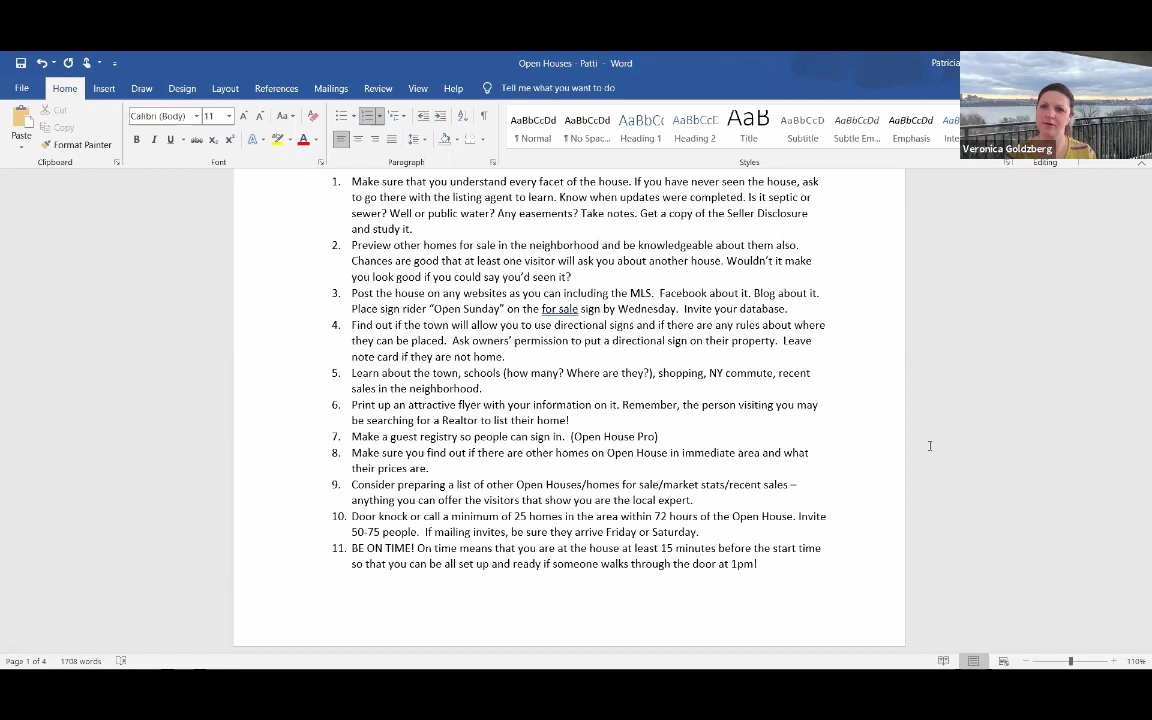 Open Houses - Patti - Word
Patricia
File
Home
Insert
Draw
Design
Layout
References
Mailings
Review
View
Help
Tell me what you want to do
Paste
Cut
Copy
Format Painter
Clipboard
Calibri (Body)
11
Font
Paragraph
AaBbCcDd
¶ Normal
AaBbCcDd
¶ No Spac...
AaBbCc
Heading 1
AaBbCcE
Heading 2
AaB
Title
AaBbCcD
Subtitle
AaBbCcDd
Subtle Em...
AaBbCcDd
Emphasis
Styles
Editing
Veronica Goldzberg
1. Make sure that you understand every facet of the house. If you have never seen the house, ask
to go there with the listing agent to learn. Know when updates were completed. Is it septic or
sewer? Well or public water? Any easements? Take notes. Get a copy of the Seller Disclosure
and study it.
2. Preview other homes for sale in the neighborhood and be knowledgeable about them also.
Chances are good that at least one visitor will ask you about another house. Wouldn't it make
you look good if you could say you'd seen it?
3. Post the house on any websites as you can including the MLS. Facebook about it. Blog about it.
Place sign rider "Open Sunday" on the for sale sign by Wednesday. Invite your database.
4. Find out if the town will allow you to use directional signs and if there are any rules about where
they can be placed. Ask owners' permission to put a directional sign on their property. Leave
note card if they are not home.
5. Learn about the town, schools (how many? Where are they?), shopping, NY commute, recent
sales in the neighborhood.
6. Print up an attractive flyer with your information on it. Remember, the person visiting you may
be searching for a Realtor to list their home!
7. Make a guest registry so people can sign in. (Open House Pro)
8. Make sure you find out if there are other homes on Open House in immediate area and what
their prices are.
9. Consider preparing a list of other Open Houses/homes for sale/market stats/recent sales –
anything you can offer the visitors that show you are the local expert.
10. Door knock or call a minimum of 25 homes in the area within 72 hours of the Open House. Invite
50-75 people. If mailing invites, be sure they arrive Friday or Saturday.
11. BE ON TIME! On time means that you are at the house at least 15 minutes before the start time
so that you can be all set up and ready if someone walks through the door at 1pm!
Page 1 of 4
1708 words
110%